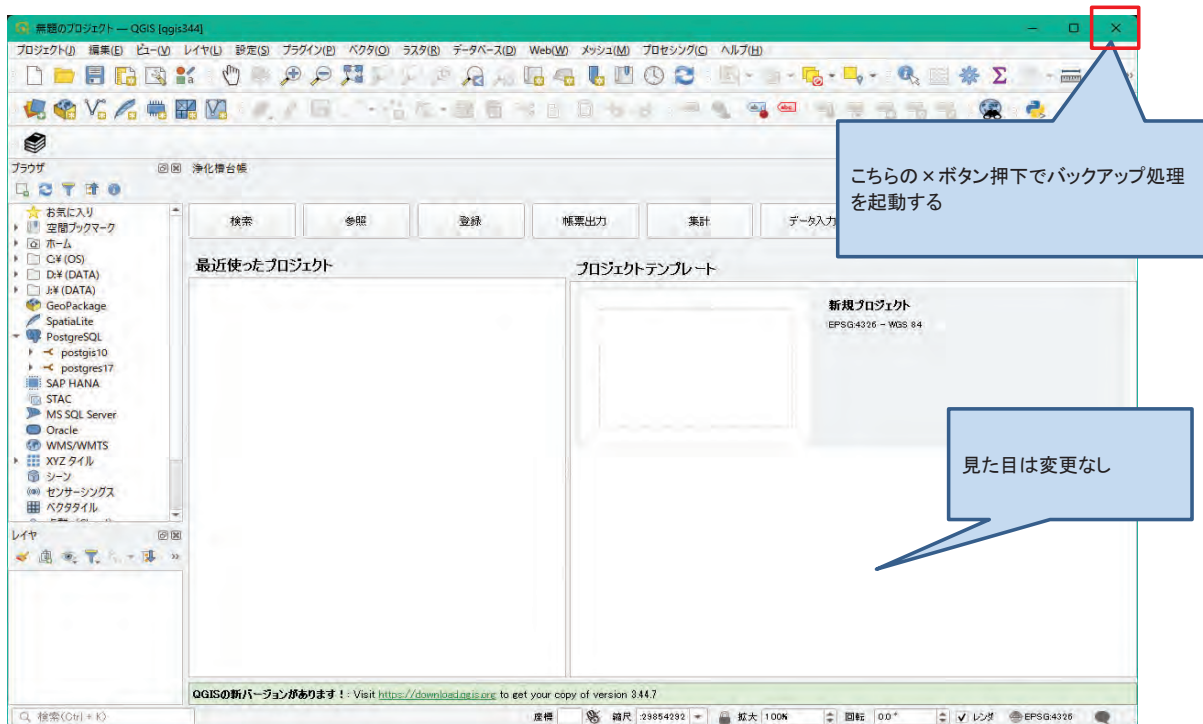 無題のプロジェクト — QGIS [qgis344]
プロジェクト(J) 編集(E) ビュー(V) レイヤ(L) 設定(S) プラグイン(P) ベクタ(O) ラスタ(R) データベース(D) Web(W) メッシュ(M) プロセシング(C) ヘルプ(H)
こちらの×ボタン押下でバックアップ処理
を起動する
ブラウザ
浄化槽台帳
検索 参照 登録 帳票出力 集計 データ入力
お気に入り
空間ブックマーク
ホーム
C:¥ (OS)
D:¥ (DATA)
J:¥ (DATA)
GeoPackage
SpatiaLite
PostgreSQL
postgis10
postgres17
SAP HANA
STAC
MS SQL Server
Oracle
WMS/WMTS
XYZ タイル
シーン
センサーシングス
ベクタタイル
最近使ったプロジェクト
プロジェクトテンプレート
新規プロジェクト
EPSG:4326 - WGS 84
見た目は変更なし
レイヤ
QGISの新バージョンがあります！: Visit https://download.qgis.org to get your copy of version 3.44.7
検索(Ctrl + K)
座標 縮尺 :29854292 拡大 100% 回転 0.0° レンダ EPSG:4326